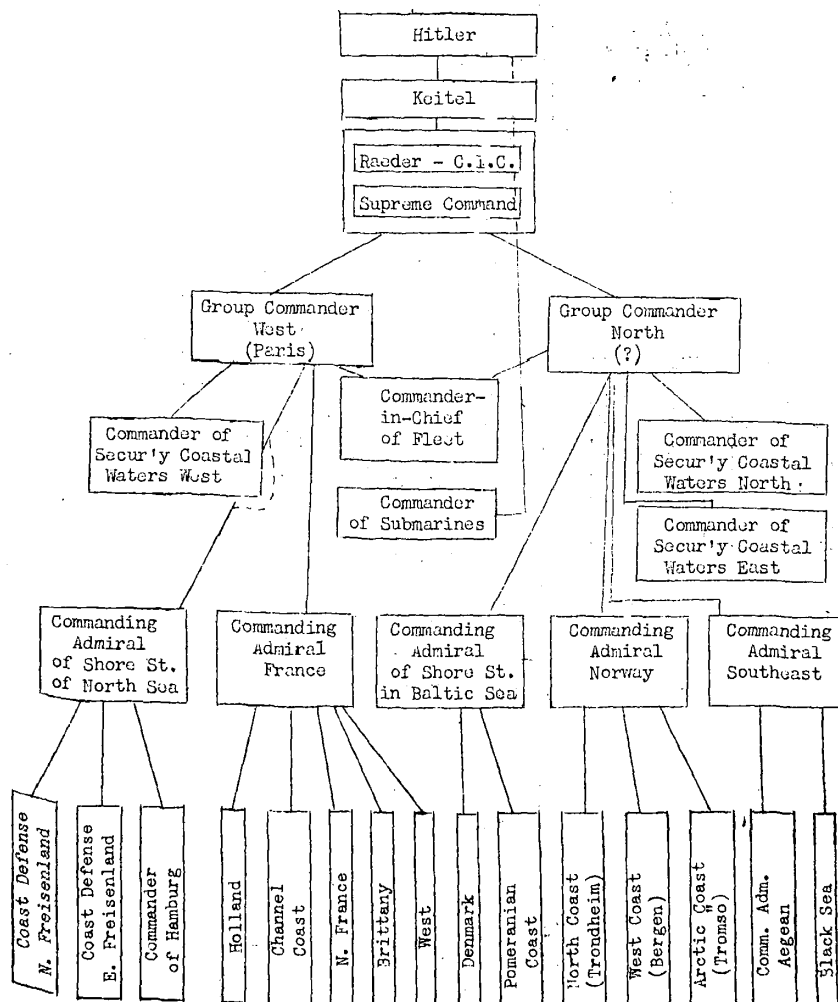 Hitler
Keitel
Raeder - C.i.C.
Supreme Command
Group Commander
West
(Paris)
Group Commander
North
(?)
Commander-
in-Chief
of Fleet
Commander of
Secur'y Coastal
Waters West
Commander of
Secur'y Coastal
Waters North
Commander
of Submarines
Commander of
Secur'y Coastal
Waters East
Commanding
Admiral
of Shore St.
of North Sea
Commanding
Admiral
France
Commanding
Admiral
of Shore St.
in Baltic Sea
Commanding
Admiral
Norway
Commanding
Admiral
Southeast
Coast Defense
N. Freisenland
Coast Defense
E. Freisenland
Commander
of Hamburg
Holland
Channel
Coast
N. France
Brittany
West
Denmark
Pomeranian
Coast
North Coast
(Trondheim)
West Coast
(Bergen)
Arctic Coast
(Tromsö)
Comm. Adm.
Aegean
Black Sea